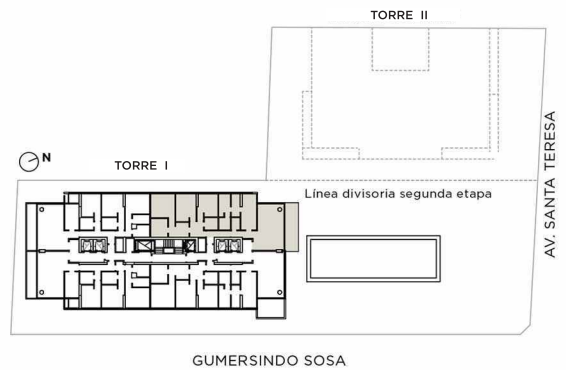 TORRE II
AV. SANTA TERESA
N
TORRE I
Línea divisoria segunda etapa
GUMERSINDO SOSA